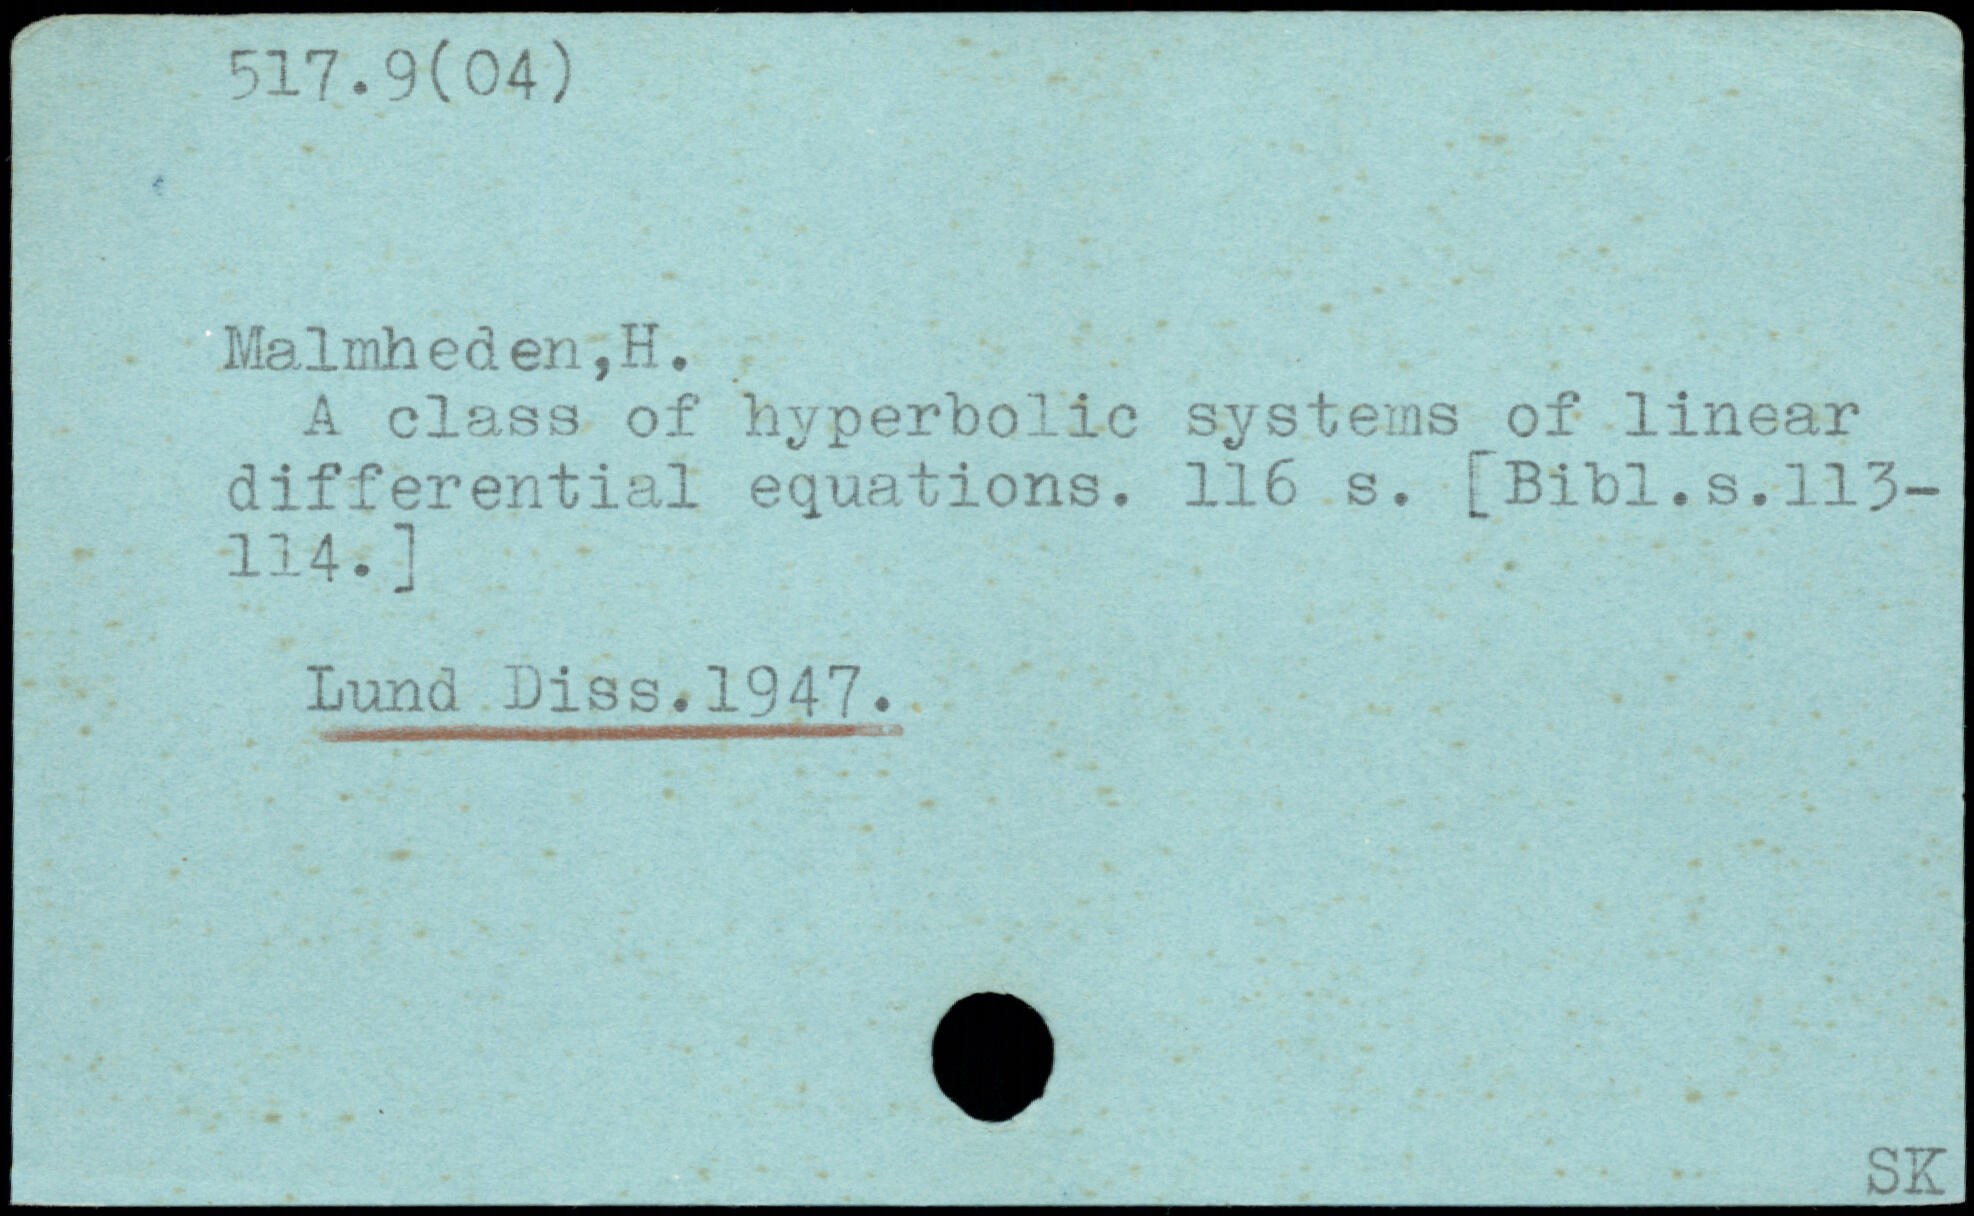 517.9(04)
Malmheden,H.
A class of hyperbolic systems of linear
differential equations. 116 s. [Bibl.s.113-
114.]
Lund Diss.1947.
SK